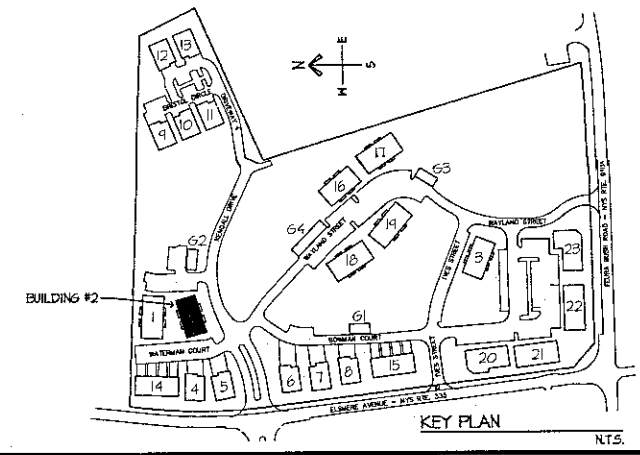 12
13
BRISTOL CIRCLE
DRIVEWAY
9
10
11
N
E
S
W
KENDALL DRIVE
G2
BUILDING #2
1
WATERMAN COURT
14
4
5
16
17
G3
G4
WAYLAND STREET
18
19
WAYLAND STREET
IVES STREET
3
23
22
G1
BOWMAN COURT
6
7
8
15
IVES STREET
20
21
ELSMERE AVENUE - NYS RTE. 335
FEURA BUSH ROAD - NYS RTE. 910A
KEY PLAN
N.T.S.